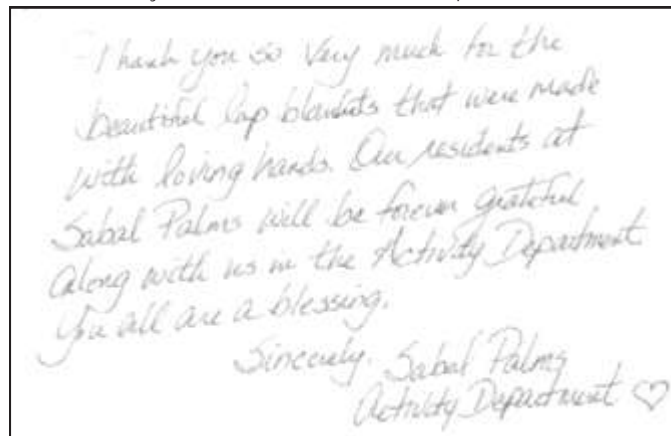 Thank you so very much for the
beautiful lap blankets that were made
with loving hands. Our residents at
Sabal Palms will be forever grateful
along with us in the Activity Department
You all are a blessing.
Sincerely, Sabal Palms
Activity Department ♡